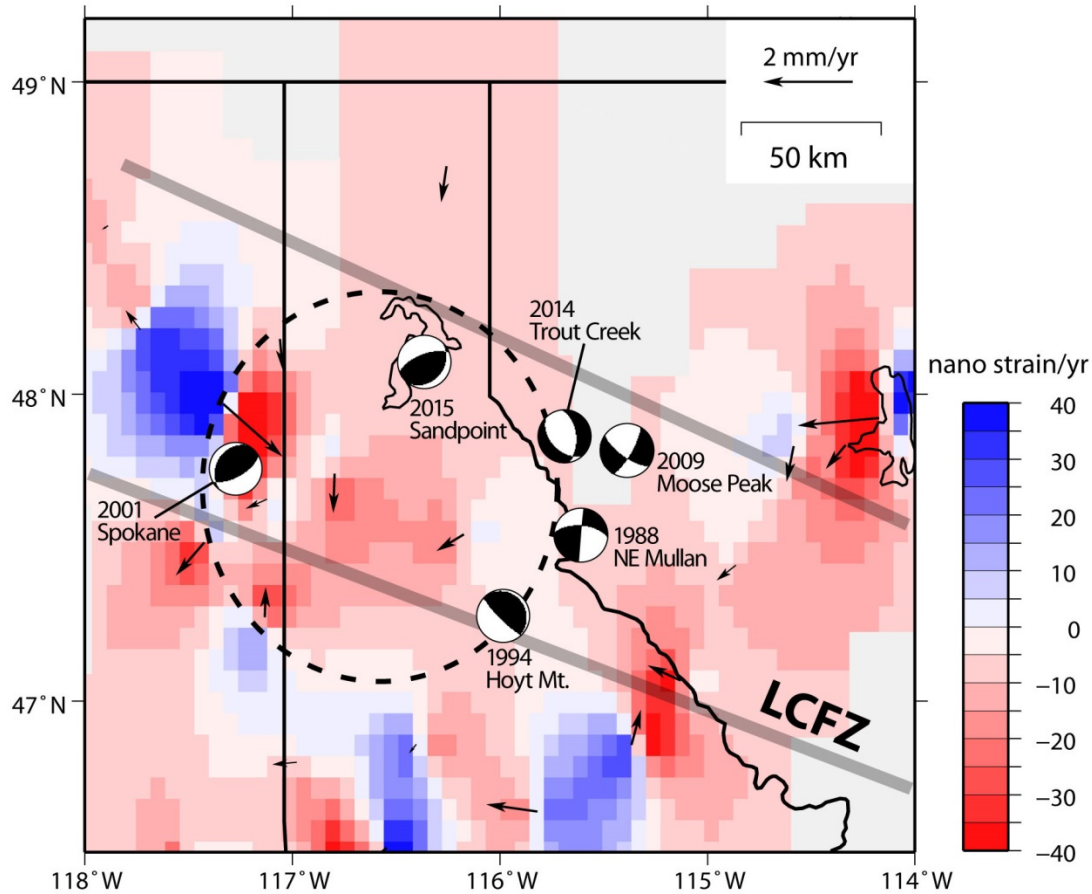 2 mm/yr
50 km
49°N
48°N
47°N
118°W
117°W
116°W
115°W
114°W
2014
Trout Creek
2015
Sandpoint
2009
Moose Peak
2001
Spokane
1988
NE Mullan
1994
Hoyt Mt.
LCFZ
nano strain/yr
40
30
20
10
0
−10
−20
−30
−40